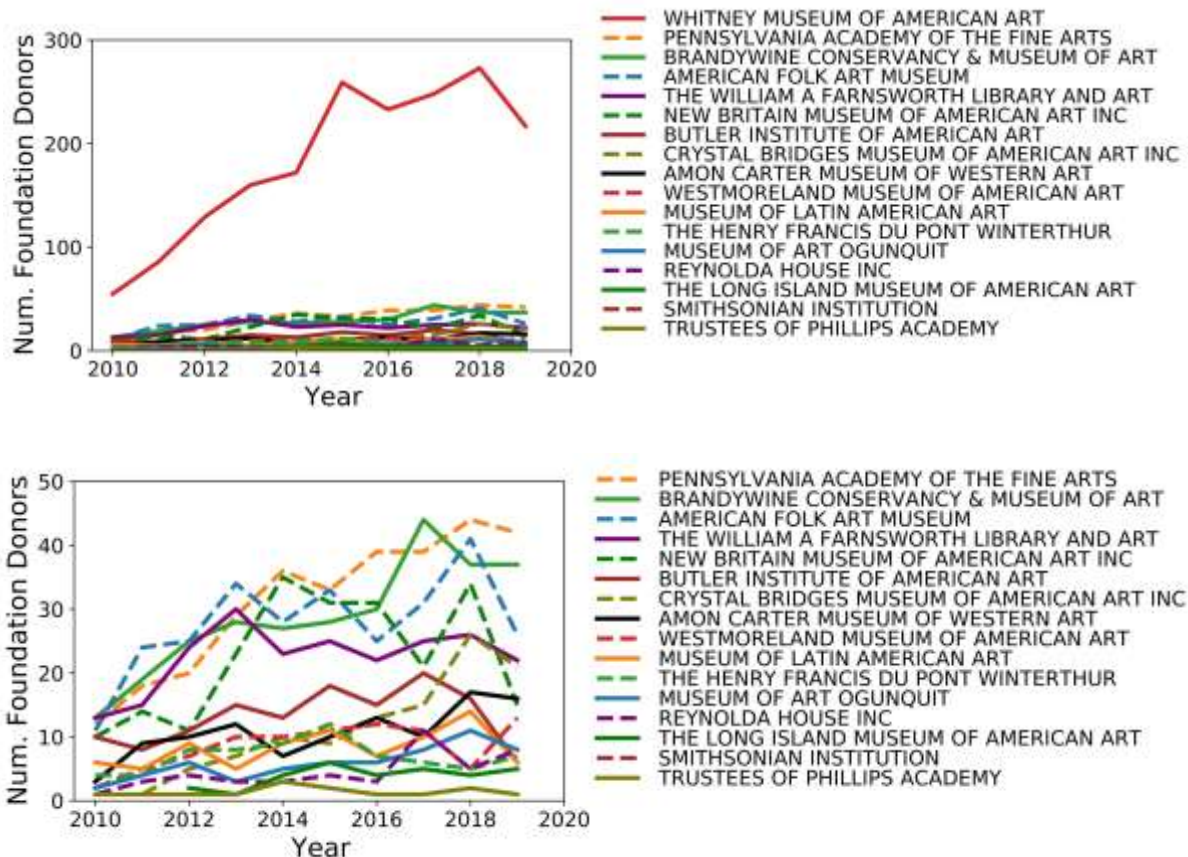 WHITNEY MUSEUM OF AMERICAN ART
PENNSYLVANIA ACADEMY OF THE FINE ARTS
BRANDYWINE CONSERVANCY & MUSEUM OF ART
AMERICAN FOLK ART MUSEUM
THE WILLIAM A FARNSWORTH LIBRARY AND ART
NEW BRITAIN MUSEUM OF AMERICAN ART INC
BUTLER INSTITUTE OF AMERICAN ART
CRYSTAL BRIDGES MUSEUM OF AMERICAN ART INC
AMON CARTER MUSEUM OF WESTERN ART
WESTMORELAND MUSEUM OF AMERICAN ART
MUSEUM OF LATIN AMERICAN ART
THE HENRY FRANCIS DU PONT WINTERTHUR
MUSEUM OF ART OGUNQUIT
REYNOLDA HOUSE INC
THE LONG ISLAND MUSEUM OF AMERICAN ART
SMITHSONIAN INSTITUTION
TRUSTEES OF PHILLIPS ACADEMY
Num. Foundation Donors
300
200
100
0
2010 2012 2014 2016 2018 2020
Year
PENNSYLVANIA ACADEMY OF THE FINE ARTS
BRANDYWINE CONSERVANCY & MUSEUM OF ART
AMERICAN FOLK ART MUSEUM
THE WILLIAM A FARNSWORTH LIBRARY AND ART
NEW BRITAIN MUSEUM OF AMERICAN ART INC
BUTLER INSTITUTE OF AMERICAN ART
CRYSTAL BRIDGES MUSEUM OF AMERICAN ART INC
AMON CARTER MUSEUM OF WESTERN ART
WESTMORELAND MUSEUM OF AMERICAN ART
MUSEUM OF LATIN AMERICAN ART
THE HENRY FRANCIS DU PONT WINTERTHUR
MUSEUM OF ART OGUNQUIT
REYNOLDA HOUSE INC
THE LONG ISLAND MUSEUM OF AMERICAN ART
SMITHSONIAN INSTITUTION
TRUSTEES OF PHILLIPS ACADEMY
Num. Foundation Donors
50
40
30
20
10
0
2010 2012 2014 2016 2018 2020
Year